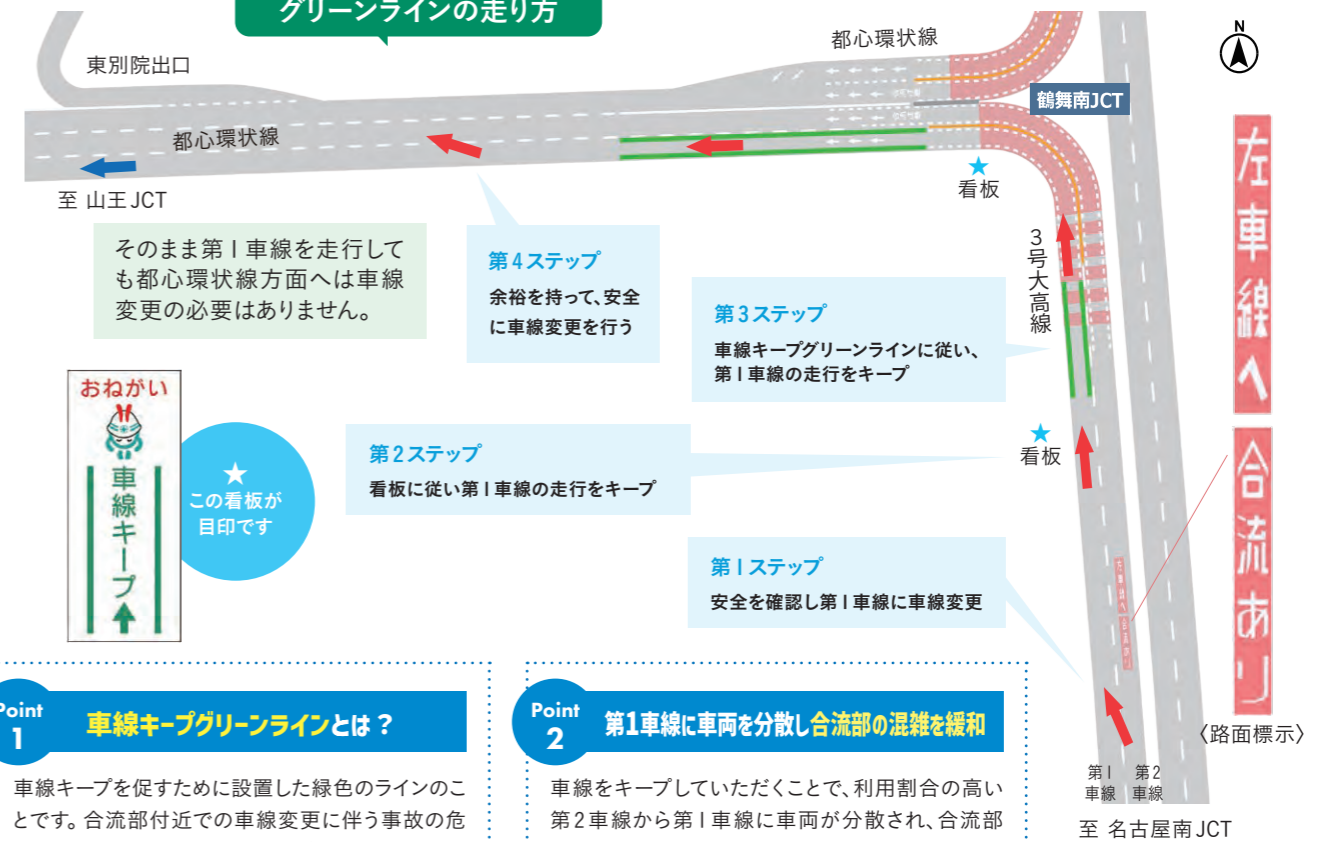 グリーンラインの走り方
N
都心環状線
東別院出口
鶴舞南JCT
都心環状線
看板
至 山王JCT
3号大高線
左車線へ
合流あり
〈路面標示〉
そのまま第1車線を走行して
も都心環状線方面へは車線
変更の必要はありません。
第4ステップ
余裕を持って、安全
に車線変更を行う
第3ステップ
車線キープグリーンラインに従い、
第1車線の走行をキープ
看板
第2ステップ
看板に従い第1車線の走行をキープ
おねがい
車線キープ
★
この看板が
目印です
第1ステップ
安全を確認し第1車線に車線変更
左車線へ
合流あり
第1
車線
第2
車線
至 名古屋南JCT
Point
1
車線キープグリーンラインとは?
車線キープを促すために設置した緑色のラインのこ
とです。合流部付近での車線変更に伴う事故の危
Point
2
第1車線に車両を分散し合流部の混雑を緩和
車線をキープしていただくことで、利用割合の高い
第2車線から第1車線に車両が分散され、合流部